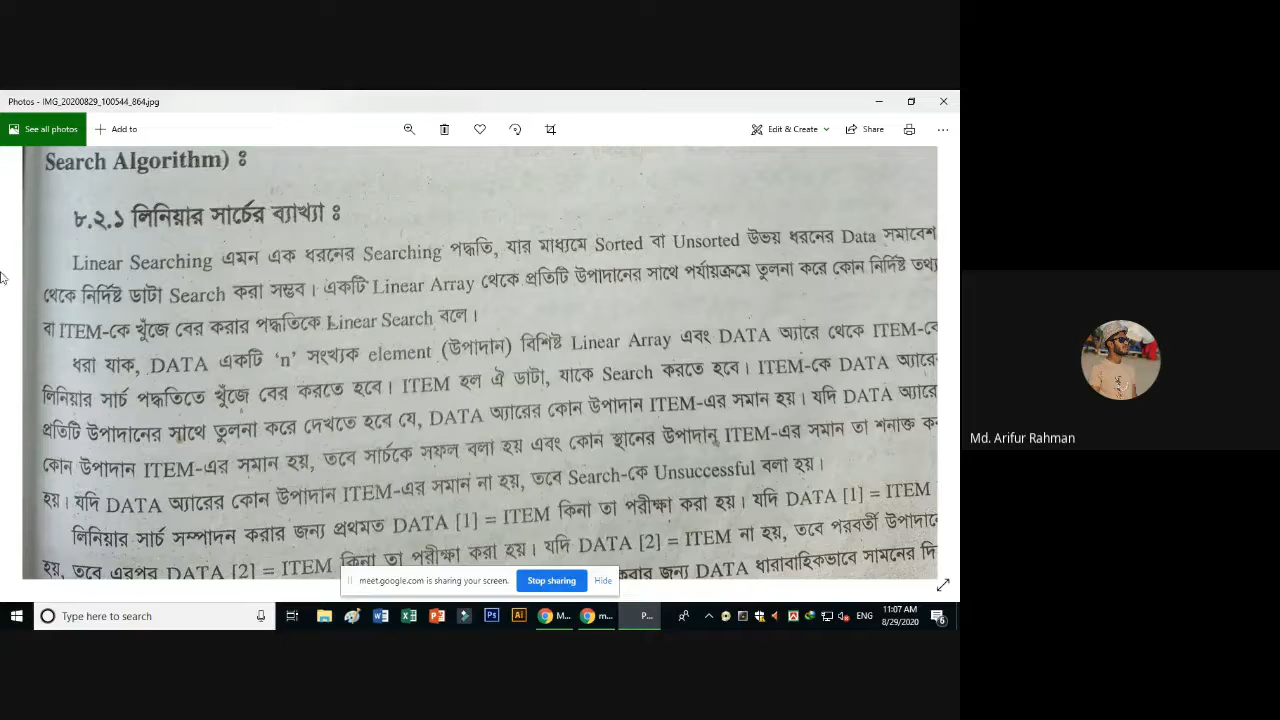 Photos - IMG_20200829_100544_864.jpg
See all photos
Add to
Edit & Create
Share
Search Algorithm) ঃ
৮.২.১ লিনিয়ার সার্চের ব্যাখ্যা ঃ
Linear Searching এমন এক ধরনের Searching পদ্ধতি, যার মাধ্যমে Sorted বা Unsorted উভয় ধরনের Data সমাবেশ
থেকে নির্দিষ্ট ডাটা Search করা সম্ভব। একটি Linear Array থেকে প্রতিটি উপাদানের সাথে পর্যায়ক্রমে তুলনা করে কোন নির্দিষ্ট তথ্য
বা ITEM-কে খুঁজে বের করার পদ্ধতিকে Linear Search বলে।
ধরা যাক, DATA একটি ‘n’ সংখ্যক element (উপাদান) বিশিষ্ট Linear Array এবং DATA অ্যারে থেকে ITEM-কে
লিনিয়ার সার্চ পদ্ধতিতে খুঁজে বের করতে হবে। ITEM হল ঐ ডাটা, যাকে Search করতে হবে। ITEM-কে DATA
প্রতিটি উপাদানের সাথে তুলনা করে দেখতে হবে যে, DATA অ্যারের কোন উপাদান ITEM-এর সমান হয়। যদি DATA
কোন উপাদান ITEM-এর সমান হয়, তবে সার্চকে সফল বলা হয় এবং কোন স্থানের উপাদান ITEM-এর সমান তা শনাক্ত
হয়। যদি DATA অ্যারের কোন উপাদান ITEM-এর সমান না হয়, তবে Search-কে Unsuccessful বলা হয়।
লিনিয়ার সার্চ সম্পাদন করার জন্য প্রথমত DATA [1] = ITEM কিনা তা পরীক্ষা করা হয়। যদি DATA [1] = ITEM
হয়, তবে এরপর DATA [2] = ITEM কিনা তা পরীক্ষা করা হয়। যদি DATA [2] = ITEM না হয়, তবে পরবর্তী
জন্য DATA ধারাবাহিকভাবে সামনের
meet.google.com is sharing your screen.
Stop sharing
Hide
Type here to search
M...
m...
P...
ENG
11:07 AM
8/29/2020
6
Md. Arifur Rahman